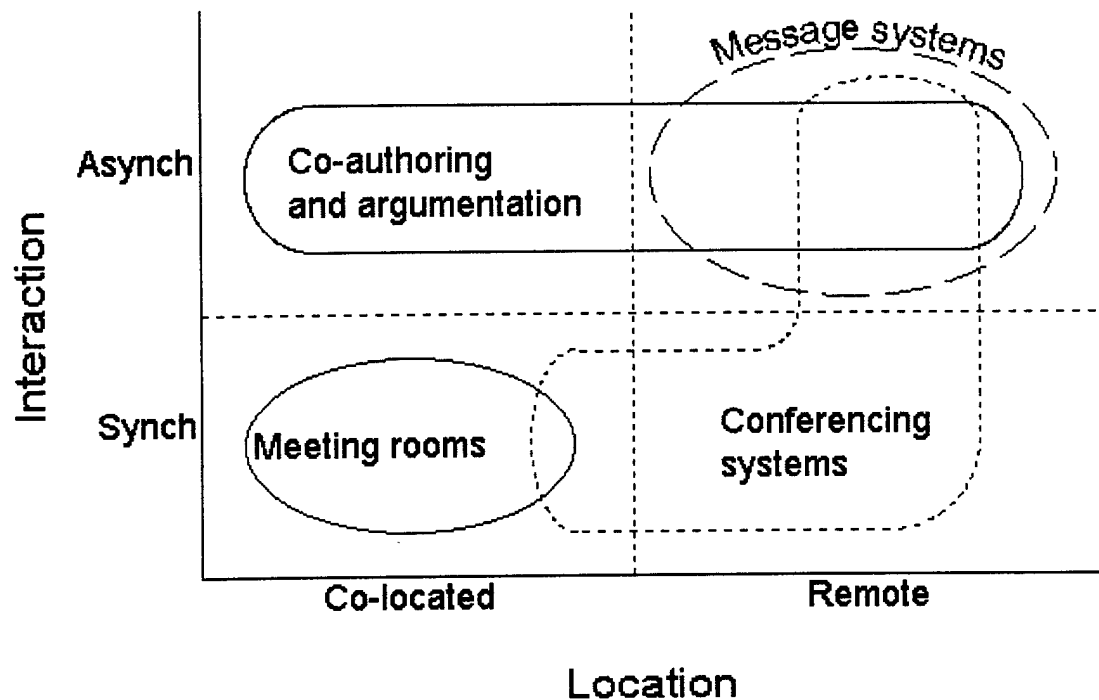 Message systems
Asynch
Co-authoring
and argumentation
Interaction
Synch
Meeting rooms
Conferencing
systems
Co-located
Remote
Location